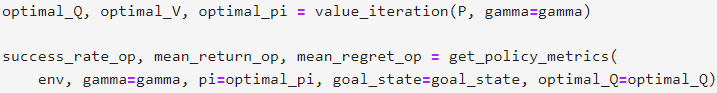 optimal_Q, optimal_V, optimal_pi = value_iteration(P, gamma=gamma)
success_rate_op, mean_return_op, mean_regret_op = get_policy_metrics(
env, gamma=gamma, pi=optimal_pi, goal_state=goal_state, optimal_Q=optimal_Q)